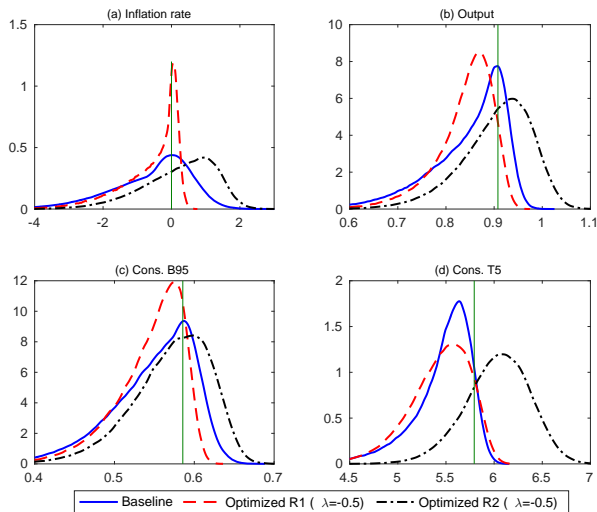 (a) Inflation rate
1.5
1
0.5
0
-4 -2 0 2
(b) Output
10
8
6
4
2
0
0.6 0.7 0.8 0.9 1 1.1
(c) Cons. B95
12
10
8
6
4
2
0
0.4 0.5 0.6 0.7
(d) Cons. T5
2
1.5
1
0.5
0
4.5 5 5.5 6 6.5 7
Baseline Optimized R1 ( λ=-0.5) Optimized R2 ( λ=-0.5)